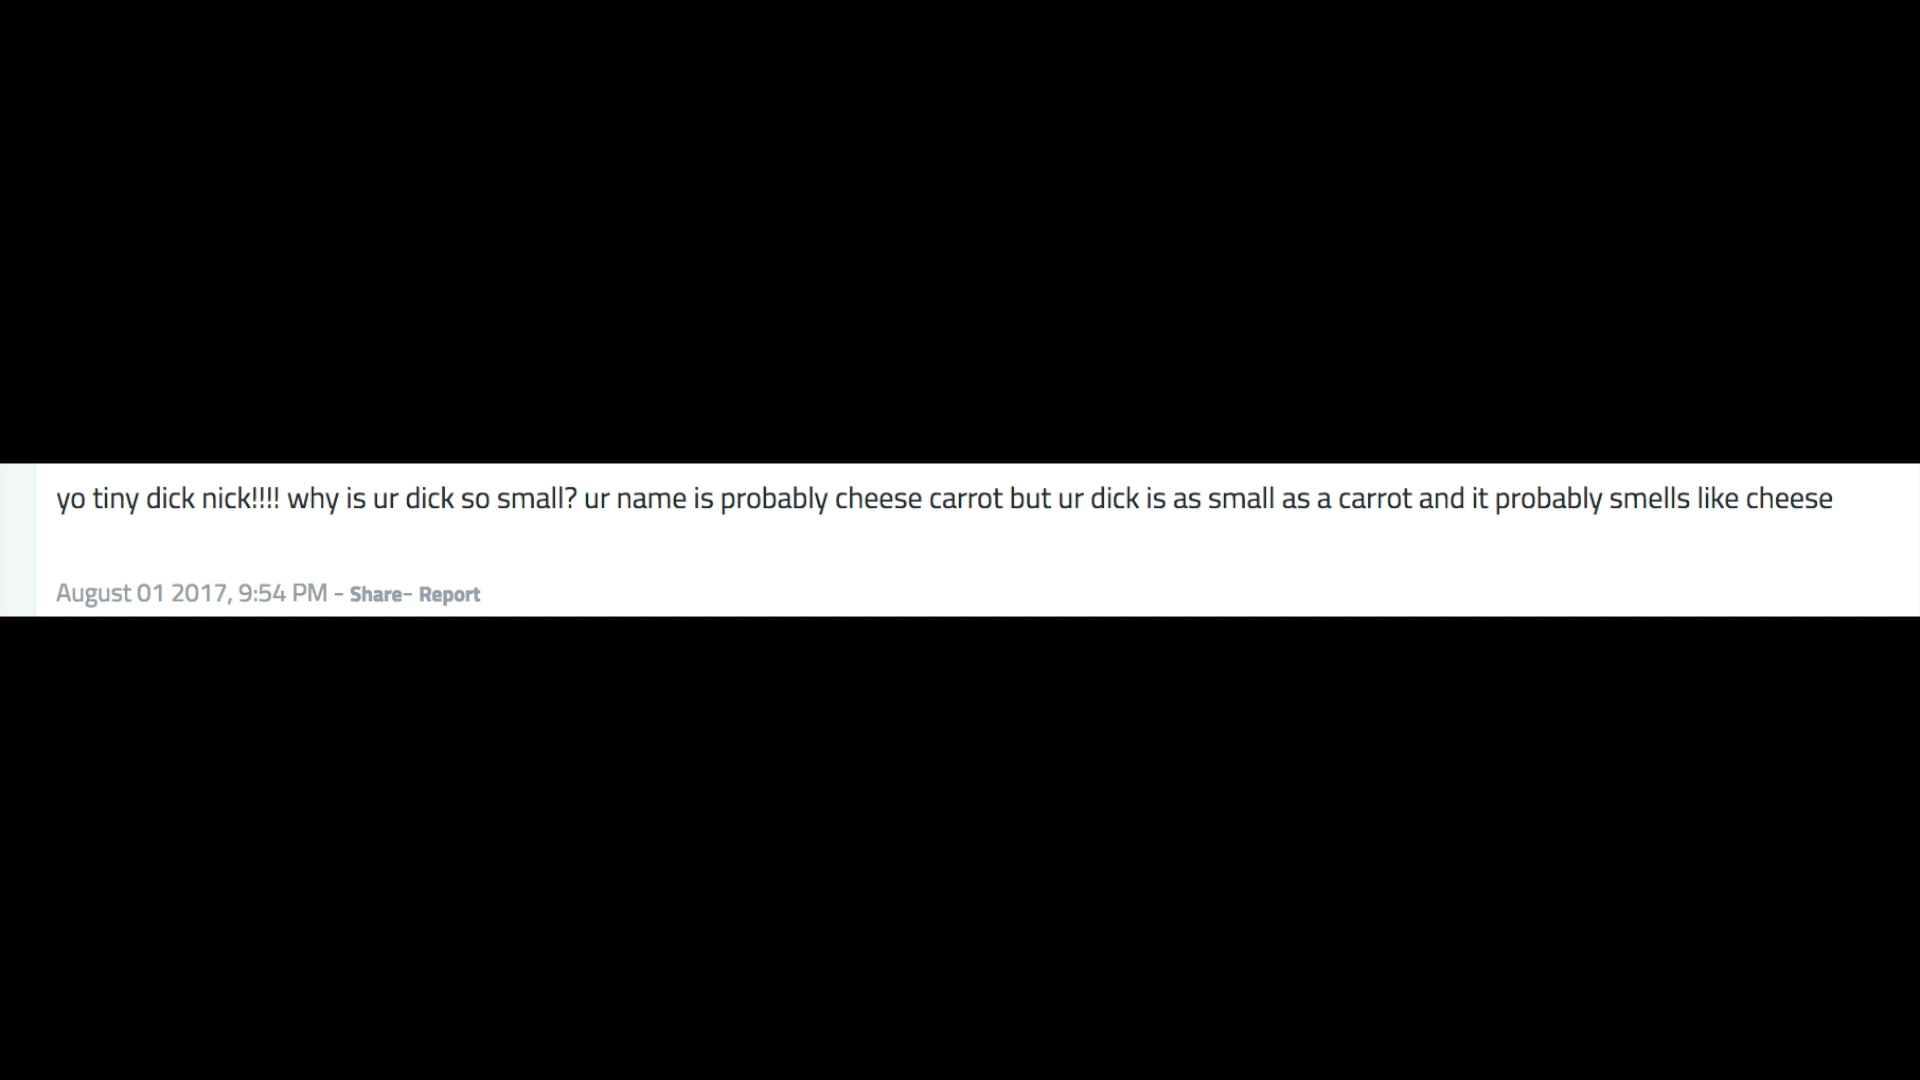 yo tiny dick nick!!!! why is ur dick so small? ur name is probably cheese carrot but ur dick is as small as a carrot and it probably smells like cheese
August 01 2017, 9:54 PM - Share- Report